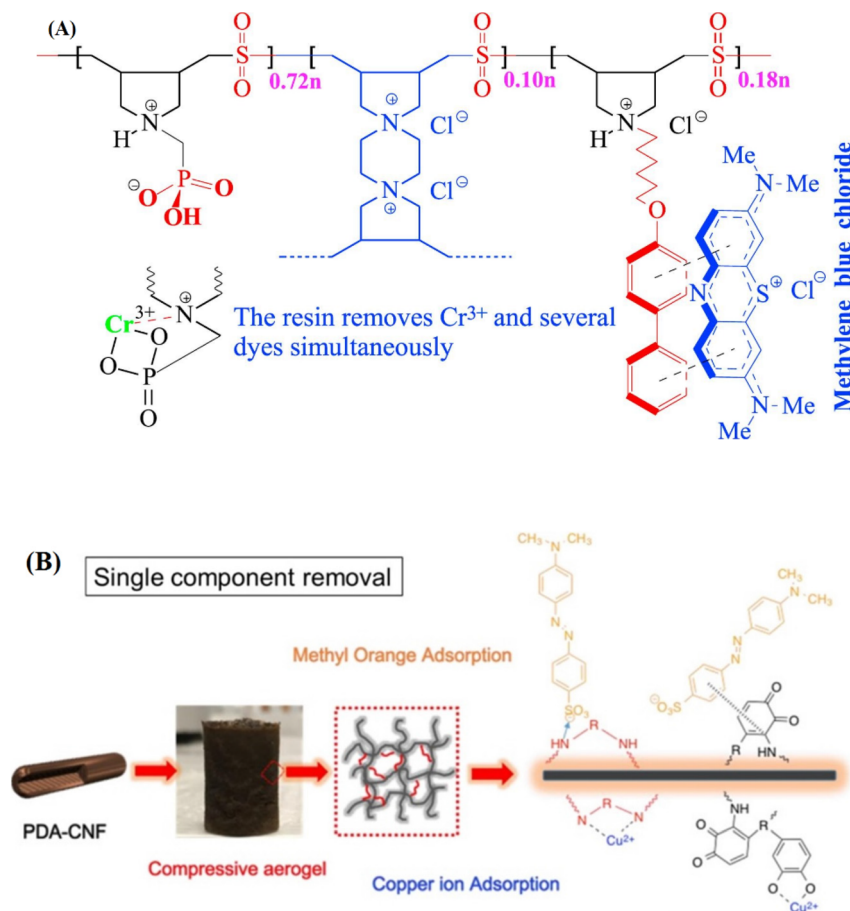 (A)
O
S
O
0.72n
O
S
O
0.10n
O
S
O
0.18n
H
N
⊕
N
⊕
Cl⊖
H
N
⊕
Cl⊖
⊖O
P
O
OH
N
⊕
Cl⊖
O
Me
N
Me
N
S⊕
Cl⊖
Me
N
Me
Methylene blue chloride
Cr
3+
N
⊕
O
O
P
O
The resin removes Cr³⁺ and several
dyes simultaneously
(B)
Single component removal
Methyl Orange Adsorption
PDA-CNF
Compressive aerogel
Copper ion Adsorption
CH₃
N
CH₃
N
N
SO₃
⊖
HN
R
NH
N
R
N
Cu²⁺
CH₃
N
CH₃
N
N
⊖O₃S
O
O
R
HN
NH
O
O
R
O
O
Cu²⁺